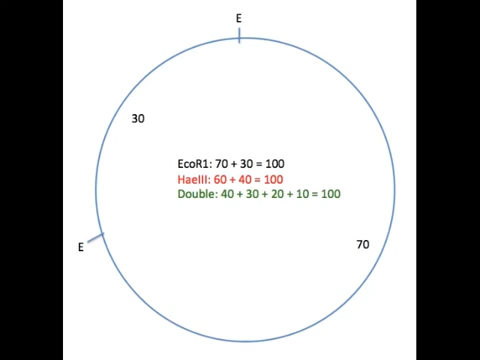 E
30
EcoR1: 70 + 30 = 100
HaeIII: 60 + 40 = 100
Double: 40 + 30 + 20 + 10 = 100
E
70